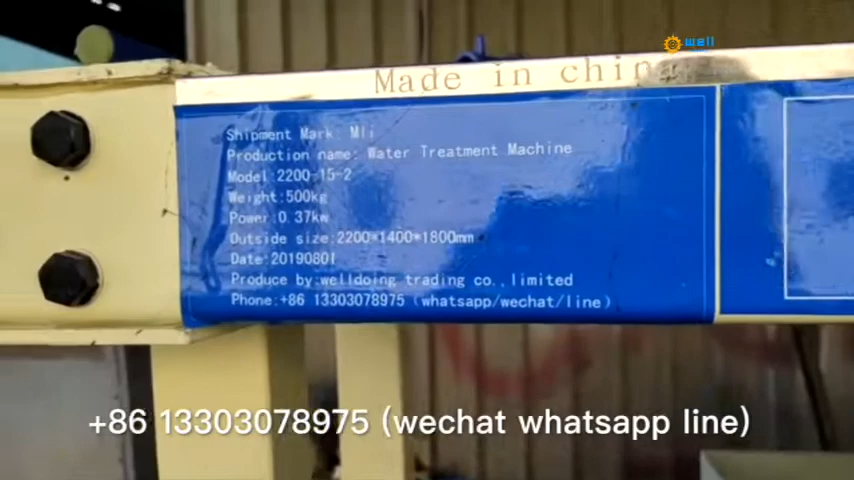 well
Made in china
Shipment Mark: Mli
Production name: Water Treatment Machine
Model:2200-15-2
Weight:500kg
Power:0.37kw
Outside size:2200*1400*1800mm
Date:20190801
Produce by:welldoing trading co.,limited
Phone:+86 13303078975 (whatsapp/wechat/line)
+86 13303078975 (wechat whatsapp line)